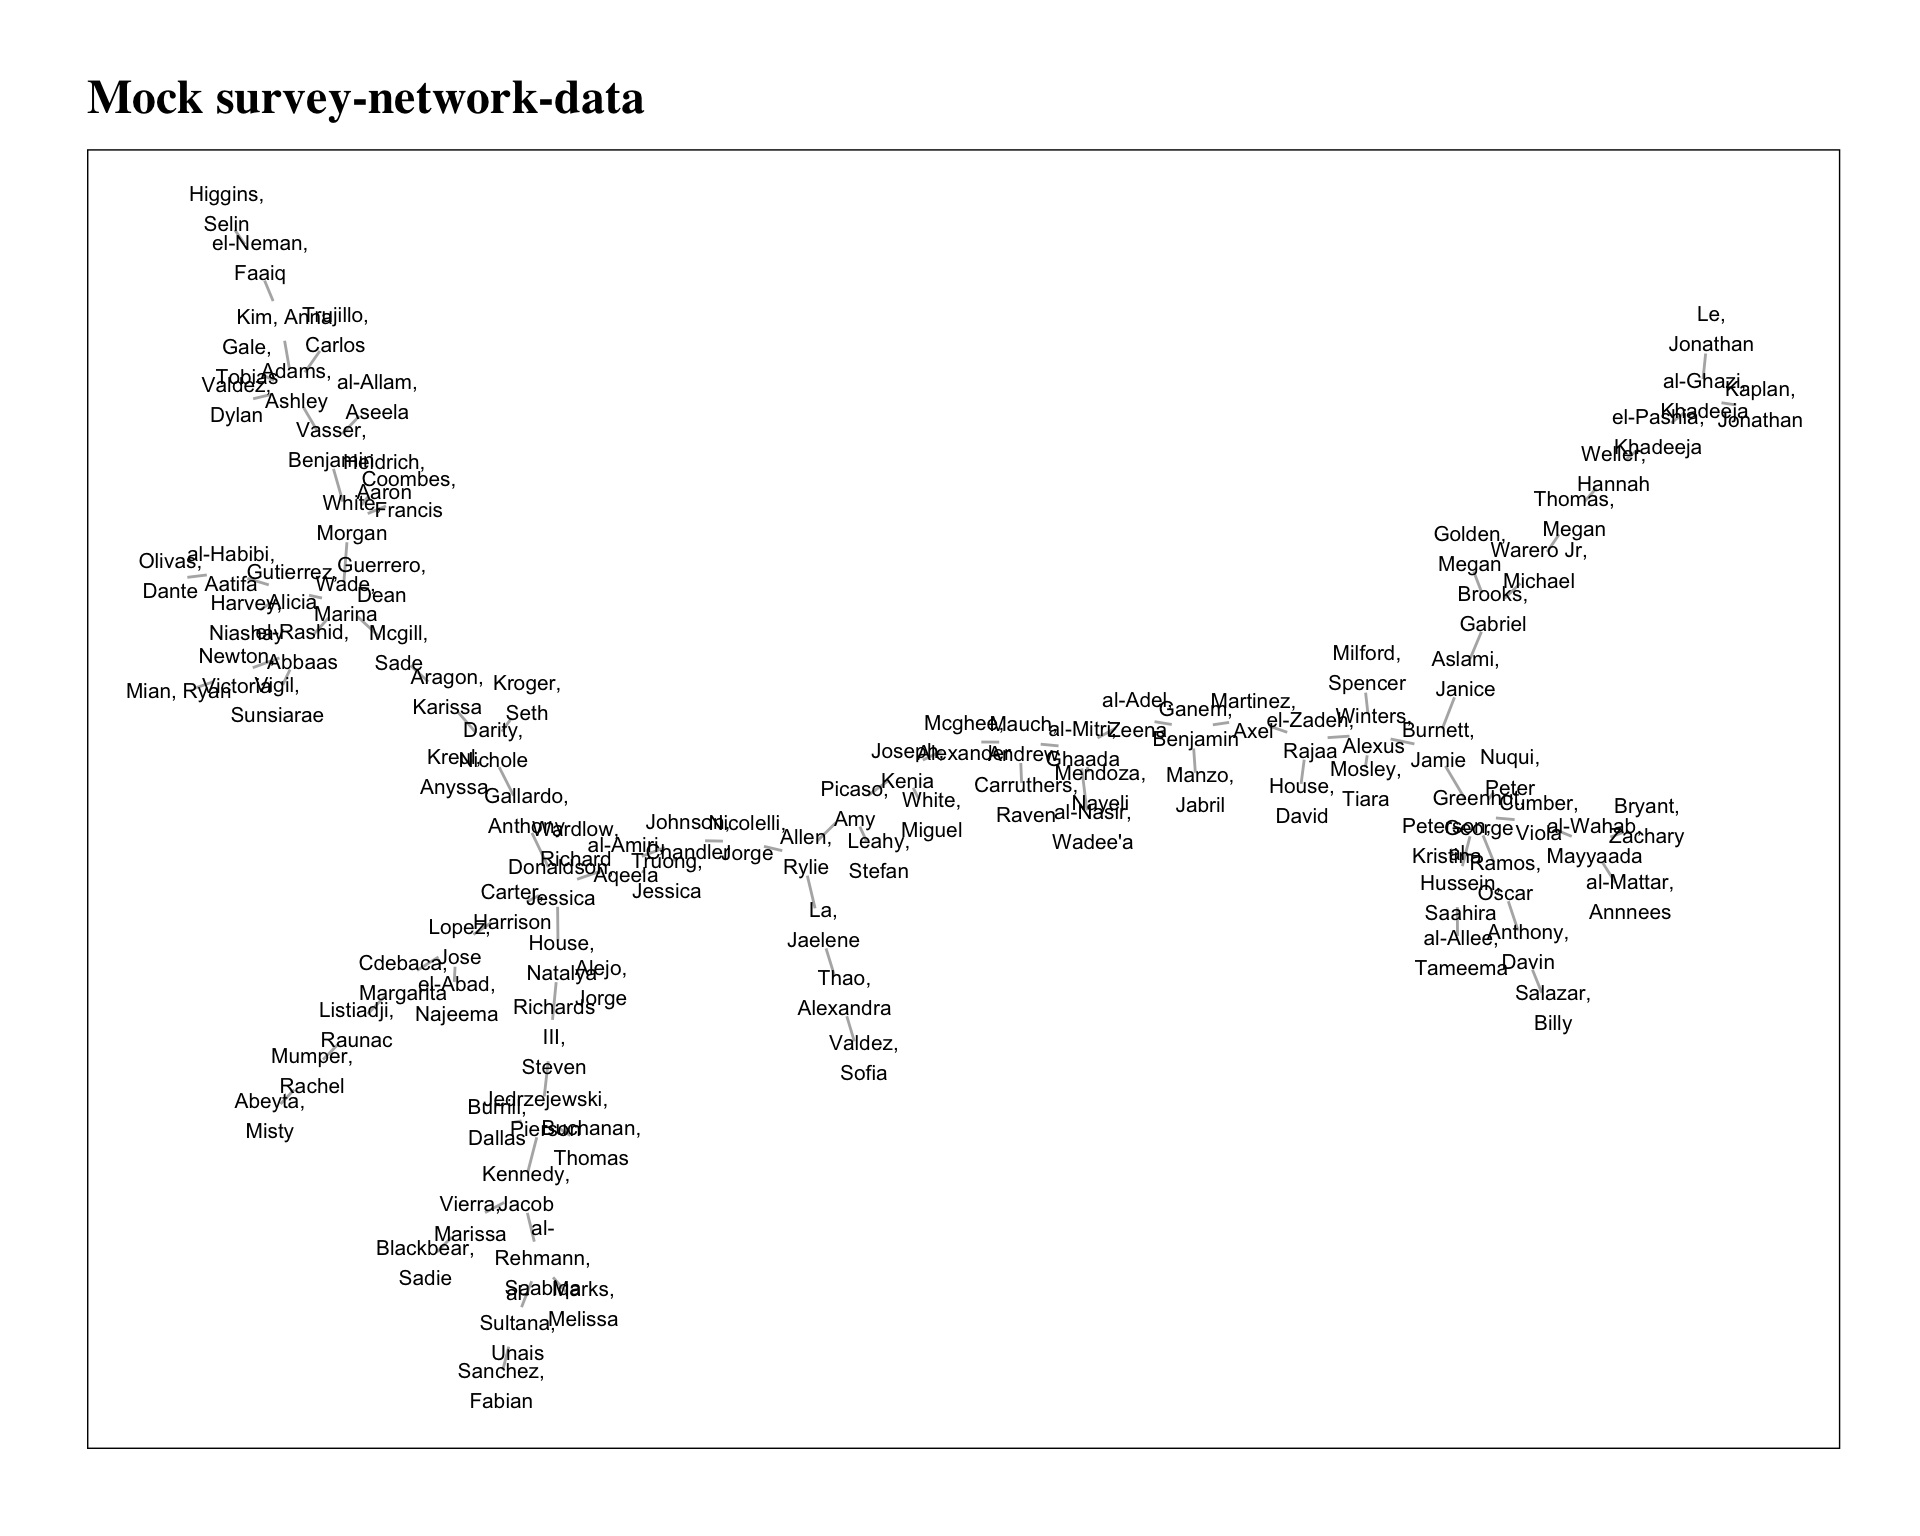 Mock survey-network-data
Higgins,
Selin
el-Neman,
Faaiq
Kim, Anna
Trujillo,
Carlos
Gale,
Tobias
Adams,
Ashley
Valdez,
Dylan
al-Allam,
Aseela
Vasser,
Benjamin
Heidrich,
Aaron
Coombes,
Francis
White,
Morgan
Olivas,
Dante
al-Habibi,
Aatifa
Gutierrez,
Alicia
Guerrero,
Dean
Wade,
Marina
Harvey,
Niashay
el-Rashid,
Abbaas
Mcgill,
Sade
Newton,
Victoria
Mian, Ryan
Vigil,
Sunsiarae
Aragon,
Karissa
Kroger,
Seth
Darity,
Nichole
Kreul,
Anyssa
Gallardo,
Anthony
Wardlow,
Richard
al-Amiri,
Aqeela
Donaldson,
Jessica
Truong,
Jessica
Johnson,
Chandler
Nicolelli,
Jorge
Allen,
Rylie
Carter,
Harrison
Lopez,
Jose
Cdebaca,
Margarita
el-Abad,
Najeema
Listiadji,
Raunac
Mumper,
Rachel
Abeyta,
Misty
House,
Natalya
Alejo,
Jorge
Richards
III,
Steven
Jedrzejewski,
Pierson
Burrill,
Dallas
Buchanan,
Thomas
Kennedy,
Jacob
Vierra,
Marissa
Blackbear,
Sadie
al-
Rehmann,
Saabiqa
Marks,
Melissa
al-
Sultana,
Unais
Sanchez,
Fabian
La,
Jaelene
Thao,
Alexandra
Valdez,
Sofia
Picaso,
Amy
Leahy,
Stefan
Joseph,
Kenia
White,
Miguel
Mcghee,
Alexander
Mauch,
Andrew
Carruthers,
Raven
al-Mitri,
Ghaada
Mendoza,
Nayeli
al-Nasir,
Wadee'a
al-Adel,
Zeena
Ganem,
Benjamin
Manzo,
Jabril
Martinez,
Axel
el-Zadeh,
Rajaa
House,
David
Milford,
Spencer
Winters,
Alexus
Mosley,
Tiara
Burnett,
Jamie
Aslami,
Janice
Brooks,
Gabriel
Golden,
Megan
Warero Jr,
Michael
Thomas,
Megan
Weller,
Hannah
el-Pasha,
Khadeeja
al-Ghazi,
Khadeeja
Le,
Jonathan
Kaplan,
Jonathan
Nuqui,
Peter
George
Cumber,
Viola
al-Wahab,
Mayyaada
Bryant,
Zachary
al-Mattar,
Annnees
Peterson,
Kristina
Ramos,
Oscar
al-
Hussein,
Saahira
al-Allee,
Tameema
Anthony,
Davin
Salazar,
Billy